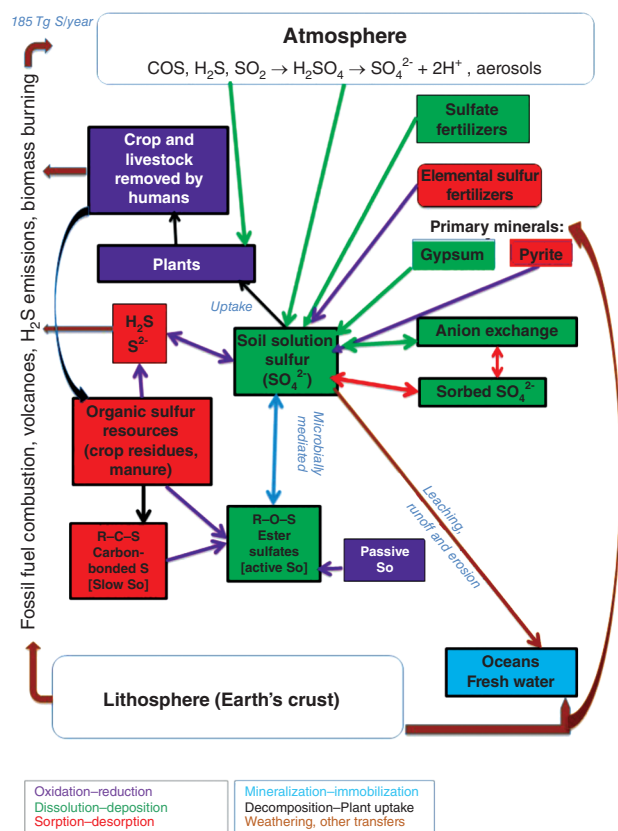 185 Tg S/year
Atmosphere
COS, H₂S, SO₂ → H₂SO₄ → SO₄²⁻ + 2H⁺ , aerosols
Fossil fuel combustion, volcanoes, H₂S emissions, biomass burning
Crop and
livestock
removed by
humans
Sulfate
fertilizers
Elemental sulfur
fertilizers
Primary minerals:
Gypsum
Pyrite
Plants
Uptake
H₂S
S²⁻
Soil solution
sulfur
(SO₄²⁻)
Anion exchange
Sorbed SO₄²⁻
Organic sulfur
resources
(crop residues,
manure)
Microbially
mediated
Leaching,
runoff and erosion
R–C–S
Carbon-
bonded S
[Slow So]
R–O–S
Ester
sulfates
[active So]
Passive
So
Oceans
Fresh water
Lithosphere (Earth's crust)
Oxidation–reduction
Dissolution–deposition
Sorption–desorption
Mineralization–immobilization
Decomposition–Plant uptake
Weathering, other transfers